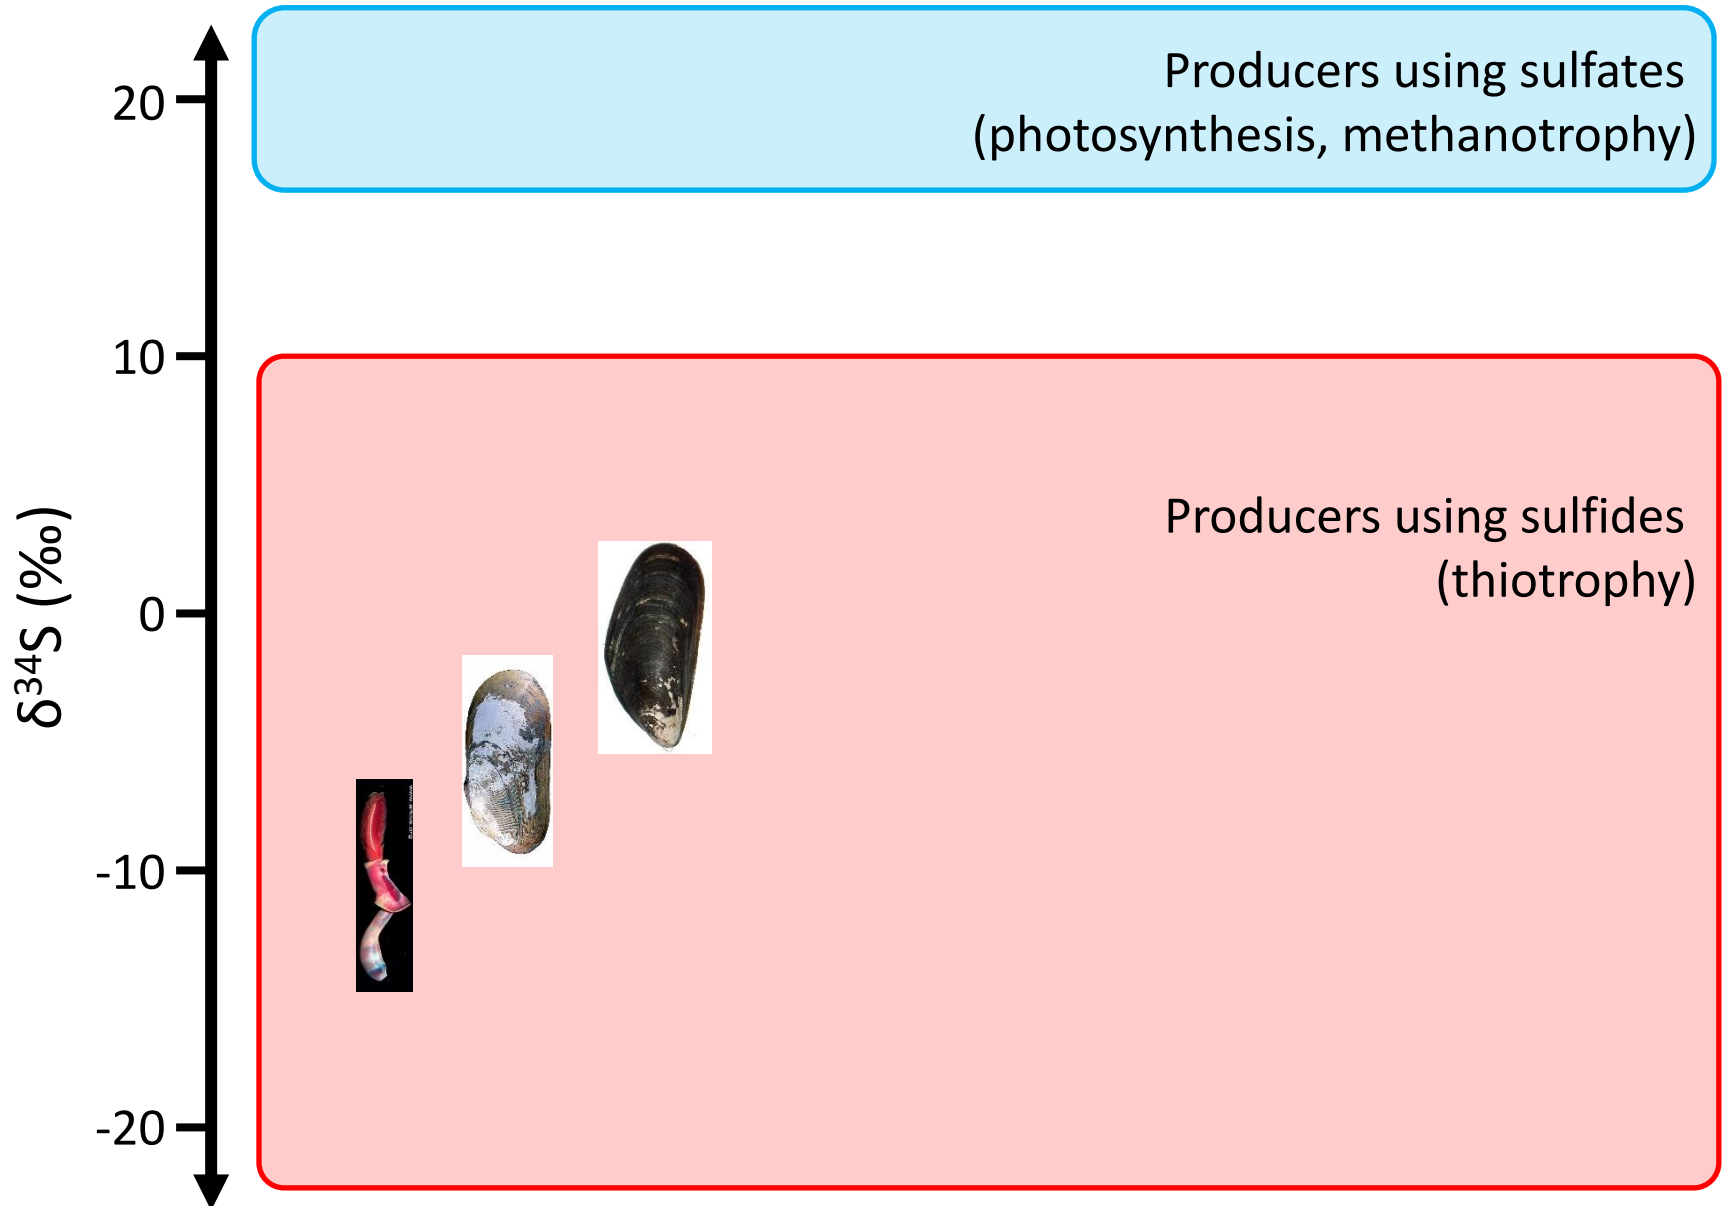 Producers using sulfates
(photosynthesis, methanotrophy)
20
10
Producers using sulfides
(thiotrophy)
δ³⁴S (‰)
0
-10
-20